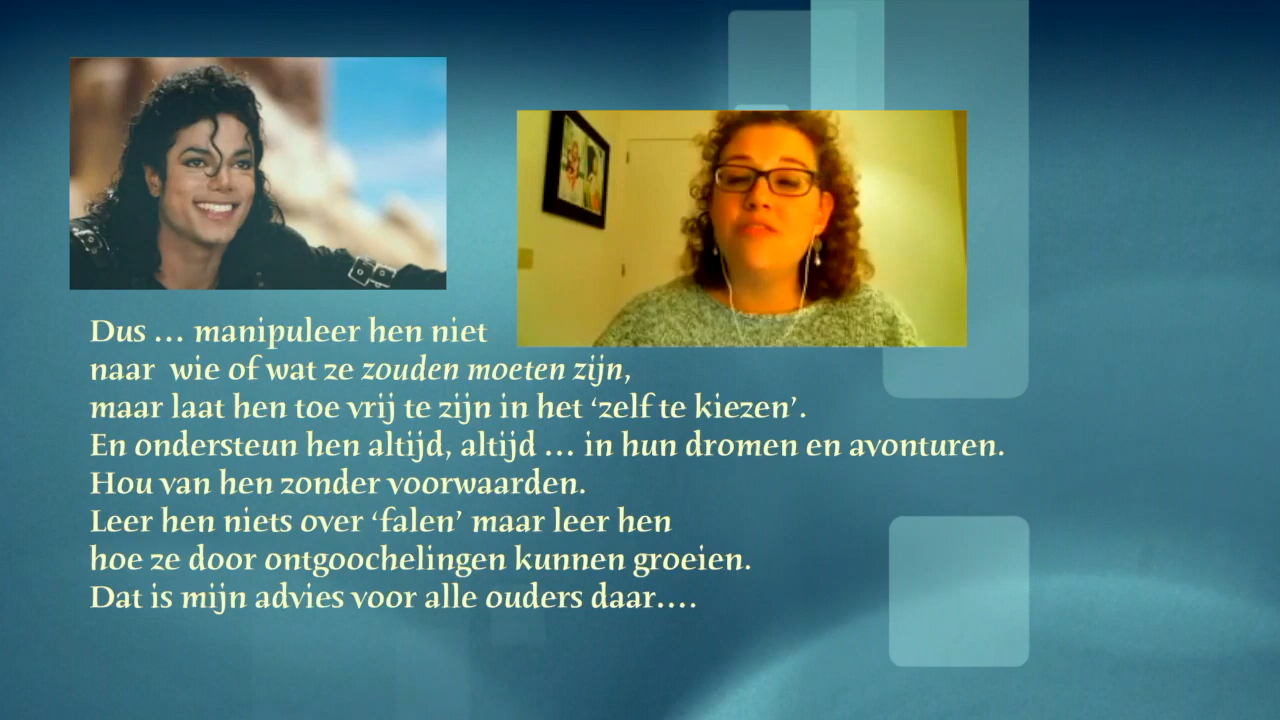 Dus … manipuleer hen niet
naar wie of wat ze zouden moeten zijn,
maar laat hen toe vrij te zijn in het ‘zelf te kiezen’.
En ondersteun hen altijd, altijd … in hun dromen en avonturen.
Hou van hen zonder voorwaarden.
Leer hen niets over ‘falen’ maar leer hen
hoe ze door ontgoochelingen kunnen groeien.
Dat is mijn advies voor alle ouders daar….